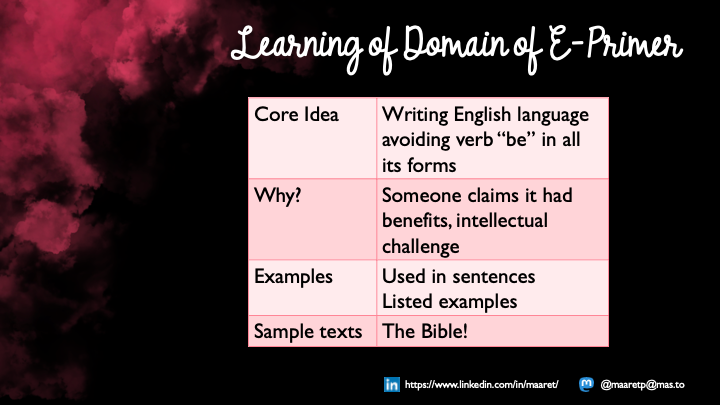 Learning of Domain of E-Primer
Core Idea
Writing English language
avoiding verb “be” in all
its forms
Why?
Someone claims it had
benefits, intellectual
challenge
Examples
Used in sentences
Listed examples
Sample texts
The Bible!
in https://www.linkedin.com/in/maaret/
m @maaretp@mas.to